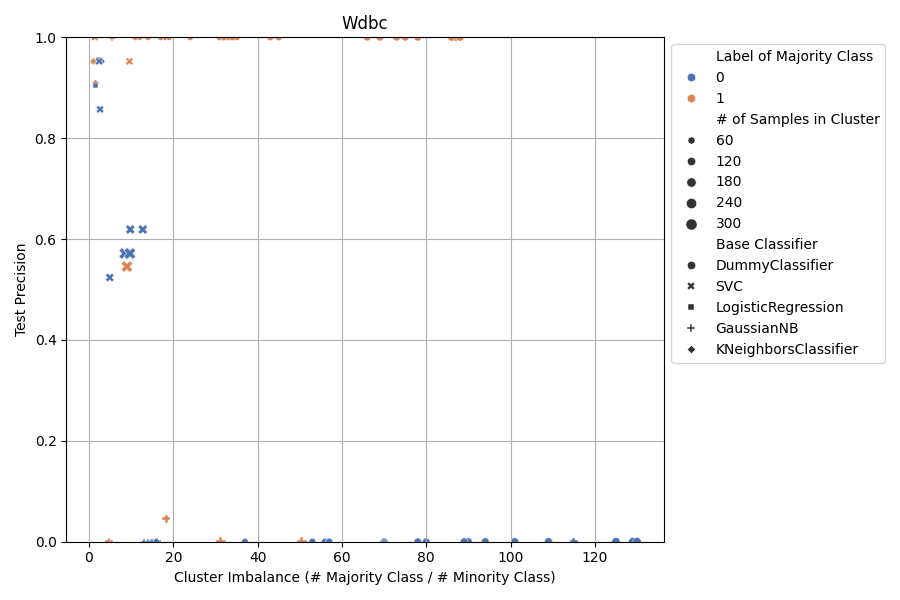 Wdbc
1.0
0.8
0.6
0.4
0.2
0.0
Test Precision
0
20
40
60
80
100
120
Cluster Imbalance (# Majority Class / # Minority Class)
Label of Majority Class
0
1
# of Samples in Cluster
60
120
180
240
300
Base Classifier
DummyClassifier
SVC
LogisticRegression
GaussianNB
KNeighborsClassifier